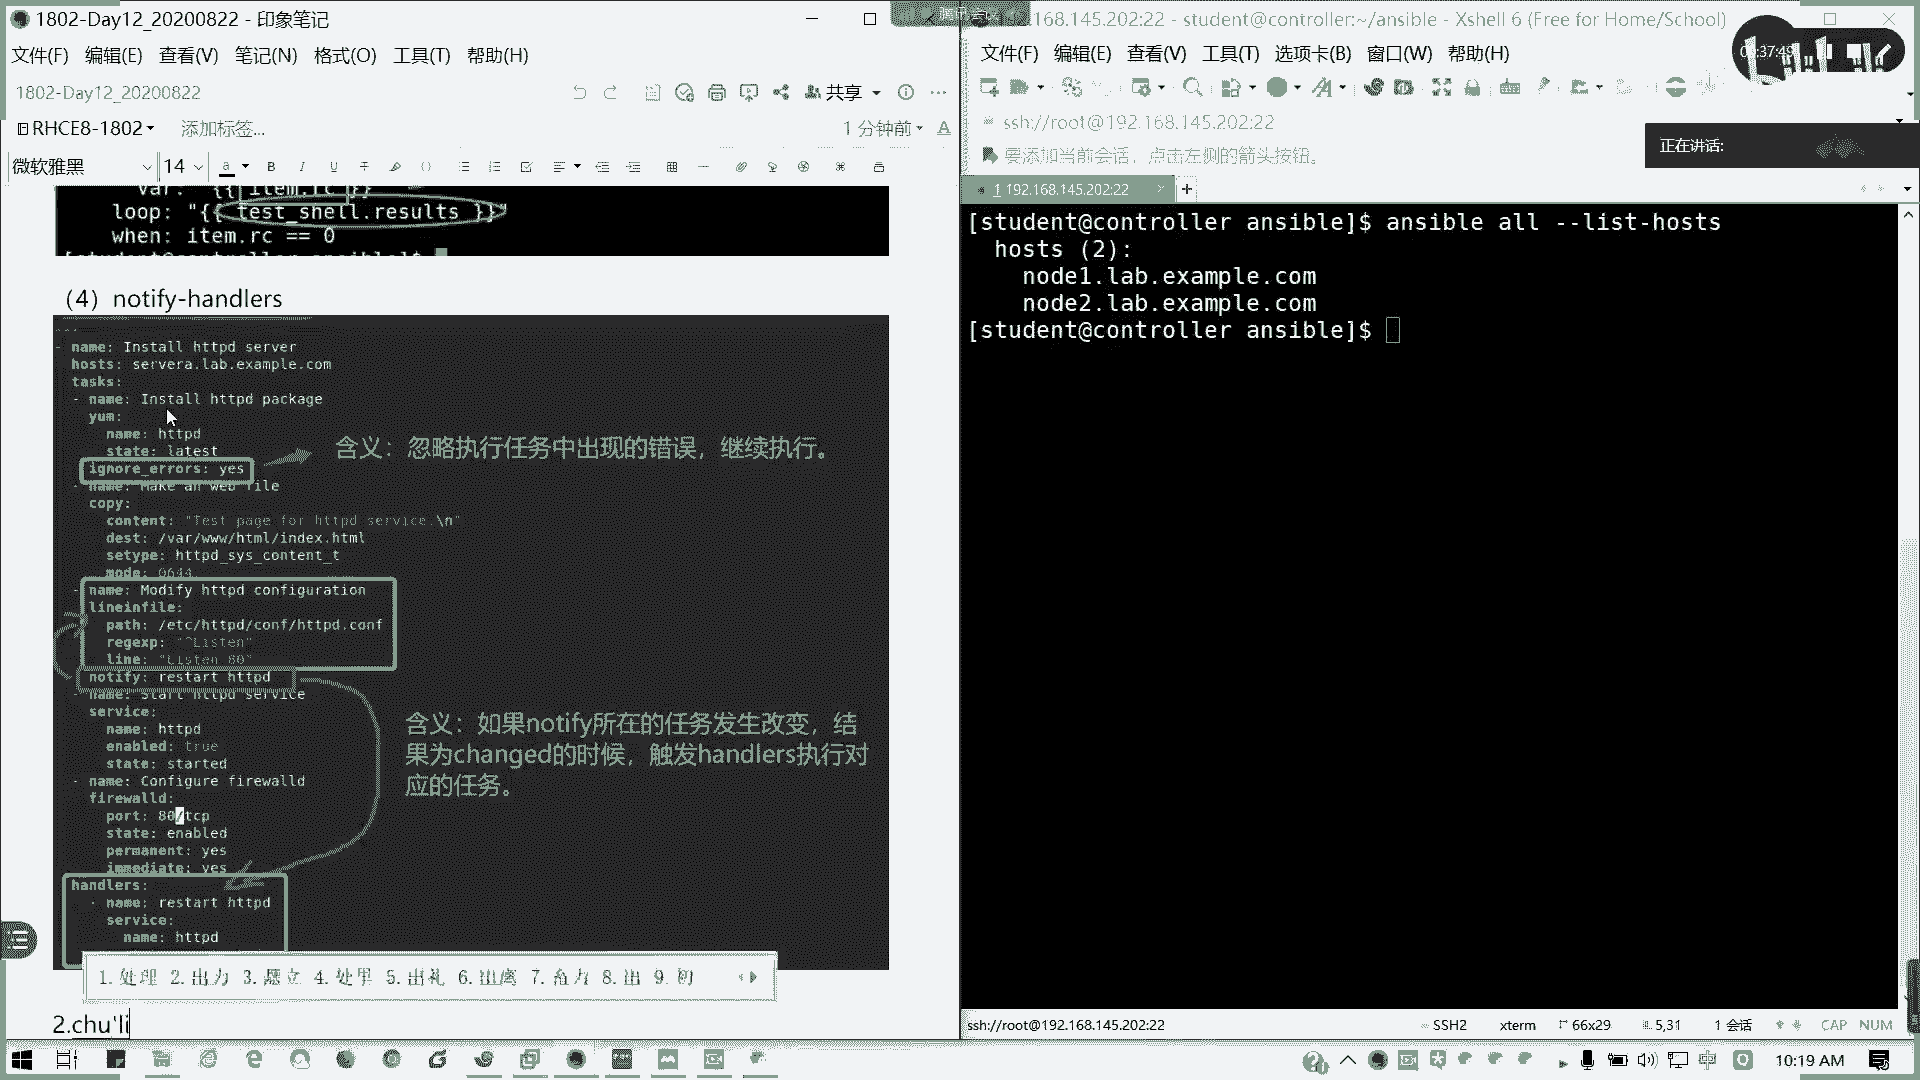 1802-Day12_20200822 - 印象笔记
文件(F) 编辑(E) 查看(V) 笔记(N) 格式(O) 工具(T) 帮助(H)
1802-Day12_20200822
共享
RHCE8-1802
添加标签...
1 分钟前
微软雅黑 14
var: "{{ item.rc }}"
loop: "{{ test_shell.results }}"
when: item.rc == 0
（4）notify-handlers
---
- name: Install httpd server
hosts: servera.lab.example.com
tasks:
- name: Install httpd package
yum:
name: httpd
state: latest
ignore_errors: yes
含义：忽略执行任务中出现的错误，继续执行。
- name: Make an web file
copy:
content: "Test page for httpd service.\n"
dest: /var/www/html/index.html
setype: httpd_sys_content_t
mode: 0644
- name: Modify httpd configuration
lineinfile:
path: /etc/httpd/conf/httpd.conf
regexp: "^Listen"
line: "Listen 80"
notify: restart httpd
- name: Start httpd service
service:
name: httpd
enabled: true
state: started
含义：如果notify所在的任务发生改变，结
果为changed的时候，触发handlers执行对
应的任务。
- name: Configure firewalld
firewalld:
port: 80/tcp
state: enabled
permanent: yes
immediate: yes
handlers:
- name: restart httpd
service:
name: httpd
1.处理 2.出力 3.矗立 4.处里 5.出礼 6.出离 7.畜力 8.出 9.初
2.chu'li
168.145.202:22 - student@controller:~/ansible - Xshell 6 (Free for Home/School)
文件(F) 编辑(E) 查看(V) 工具(T) 选项卡(B) 窗口(W) 帮助(H)
ssh://root@192.168.145.202:22
要添加当前会话，点击左侧的箭头按钮。
正在讲话:
1 192.168.145.202:22
[student@controller ansible]$ ansible all --list-hosts
hosts (2):
node1.lab.example.com
node2.lab.example.com
[student@controller ansible]$
ssh://root@192.168.145.202:22 SSH2 xterm 66x29 5,31 1 会话 CAP NUM
中
10:19 AM